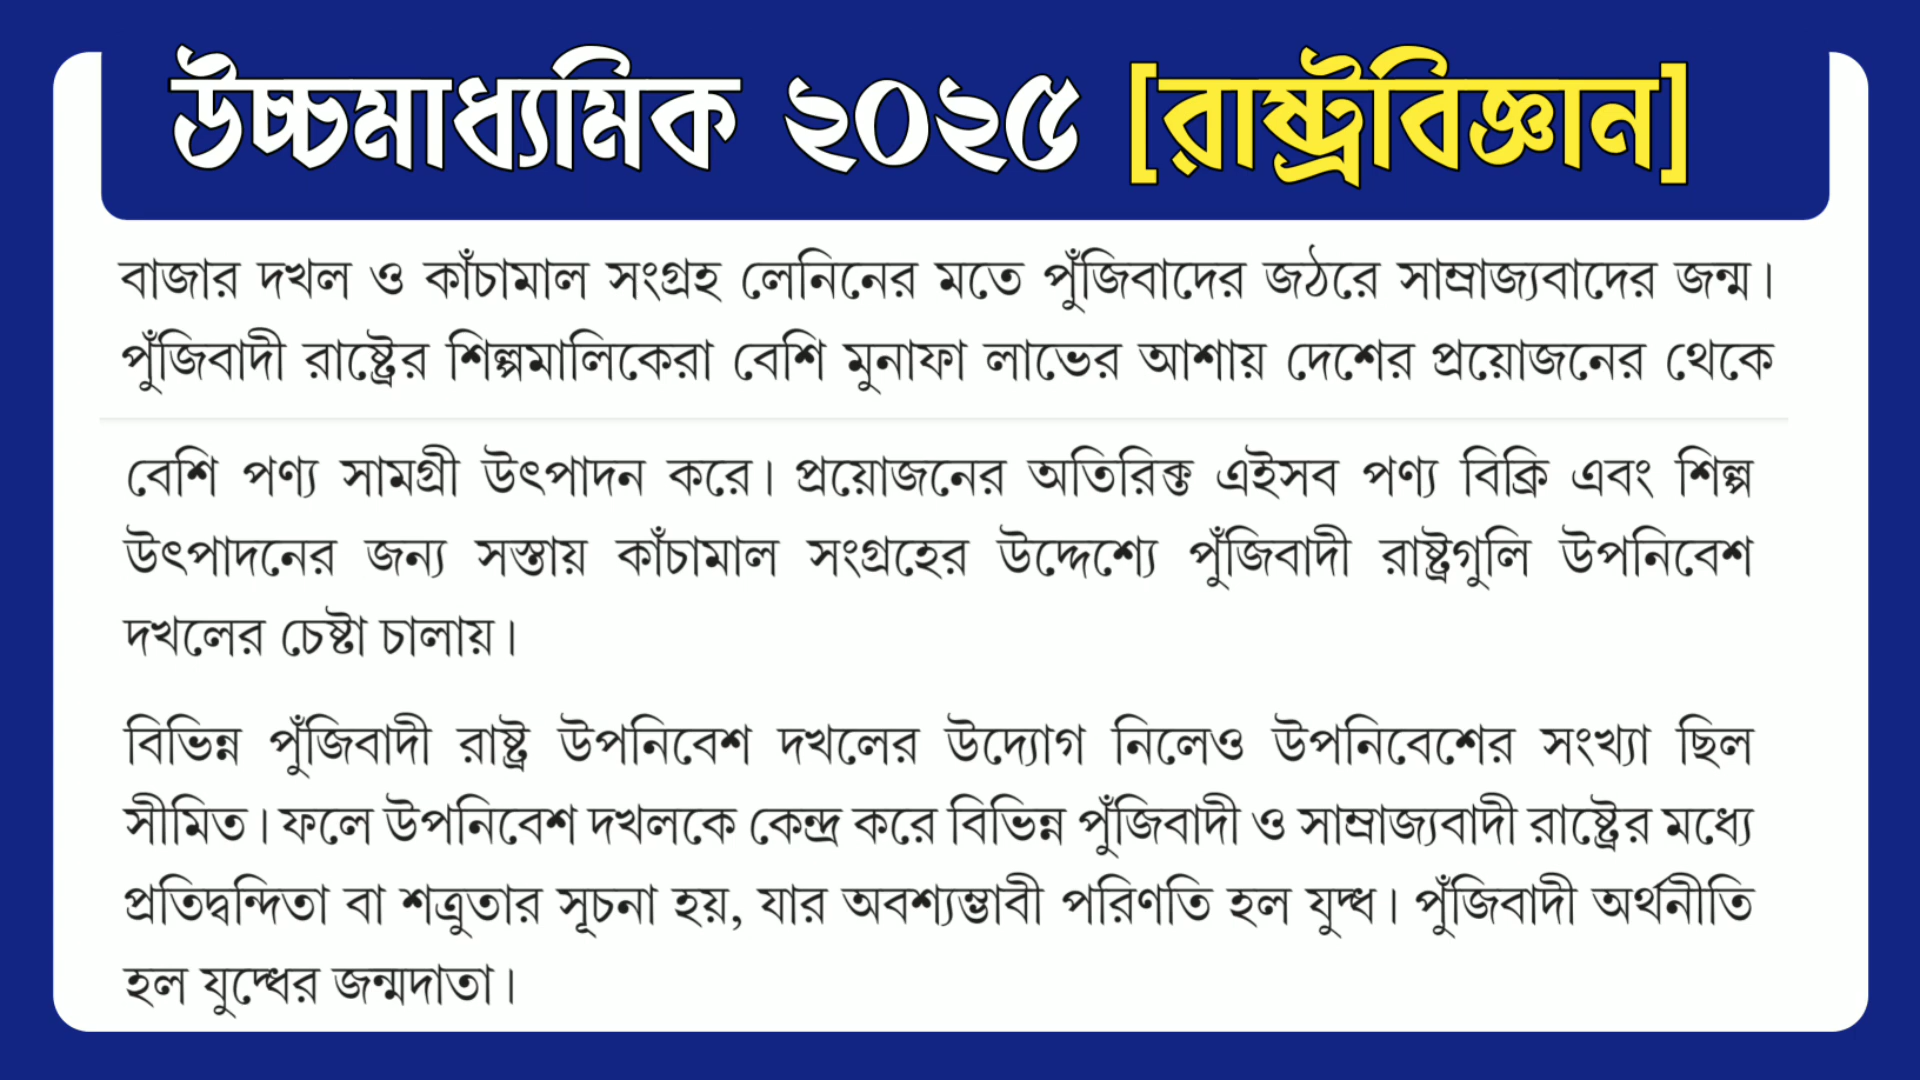 উচ্চমাধ্যমিক ২০২৫ [রাষ্ট্রবিজ্ঞান]
বাজার দখল ও কাঁচামাল সংগ্রহ লেনিনের মতে পুঁজিবাদের জঠরে সাম্রাজ্যবাদের জন্ম।
পুঁজিবাদী রাষ্ট্রের শিল্পমালিকেরা বেশি মুনাফা লাভের আশায় দেশের প্রয়োজনের থেকে
বেশি পণ্য সামগ্রী উৎপাদন করে। প্রয়োজনের অতিরিক্ত এইসব পণ্য বিক্রি এবং শিল্প
উৎপাদনের জন্য সস্তায় কাঁচামাল সংগ্রহের উদ্দেশ্যে পুঁজিবাদী রাষ্ট্রগুলি উপনিবেশ
দখলের চেষ্টা চালায়।
বিভিন্ন পুঁজিবাদী রাষ্ট্র উপনিবেশ দখলের উদ্যোগ নিলেও উপনিবেশের সংখ্যা ছিল
সীমিত। ফলে উপনিবেশ দখলকে কেন্দ্র করে বিভিন্ন পুঁজিবাদী ও সাম্রাজ্যবাদী রাষ্ট্রের মধ্যে
প্রতিদ্বন্দিতা বা শত্রুতার সূচনা হয়, যার অবশ্যম্ভাবী পরিণতি হল যুদ্ধ। পুঁজিবাদী অর্থনীতি
হল যুদ্ধের জন্মদাতা।